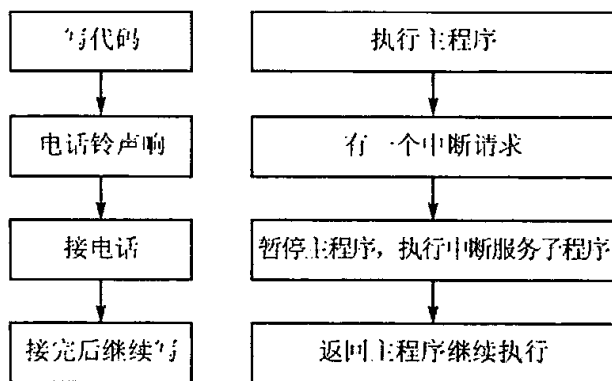 写代码
电话铃声响
接电话
接完后继续写
执行主程序
有一个中断请求
暂停主程序，执行中断服务子程序
返回主程序继续执行